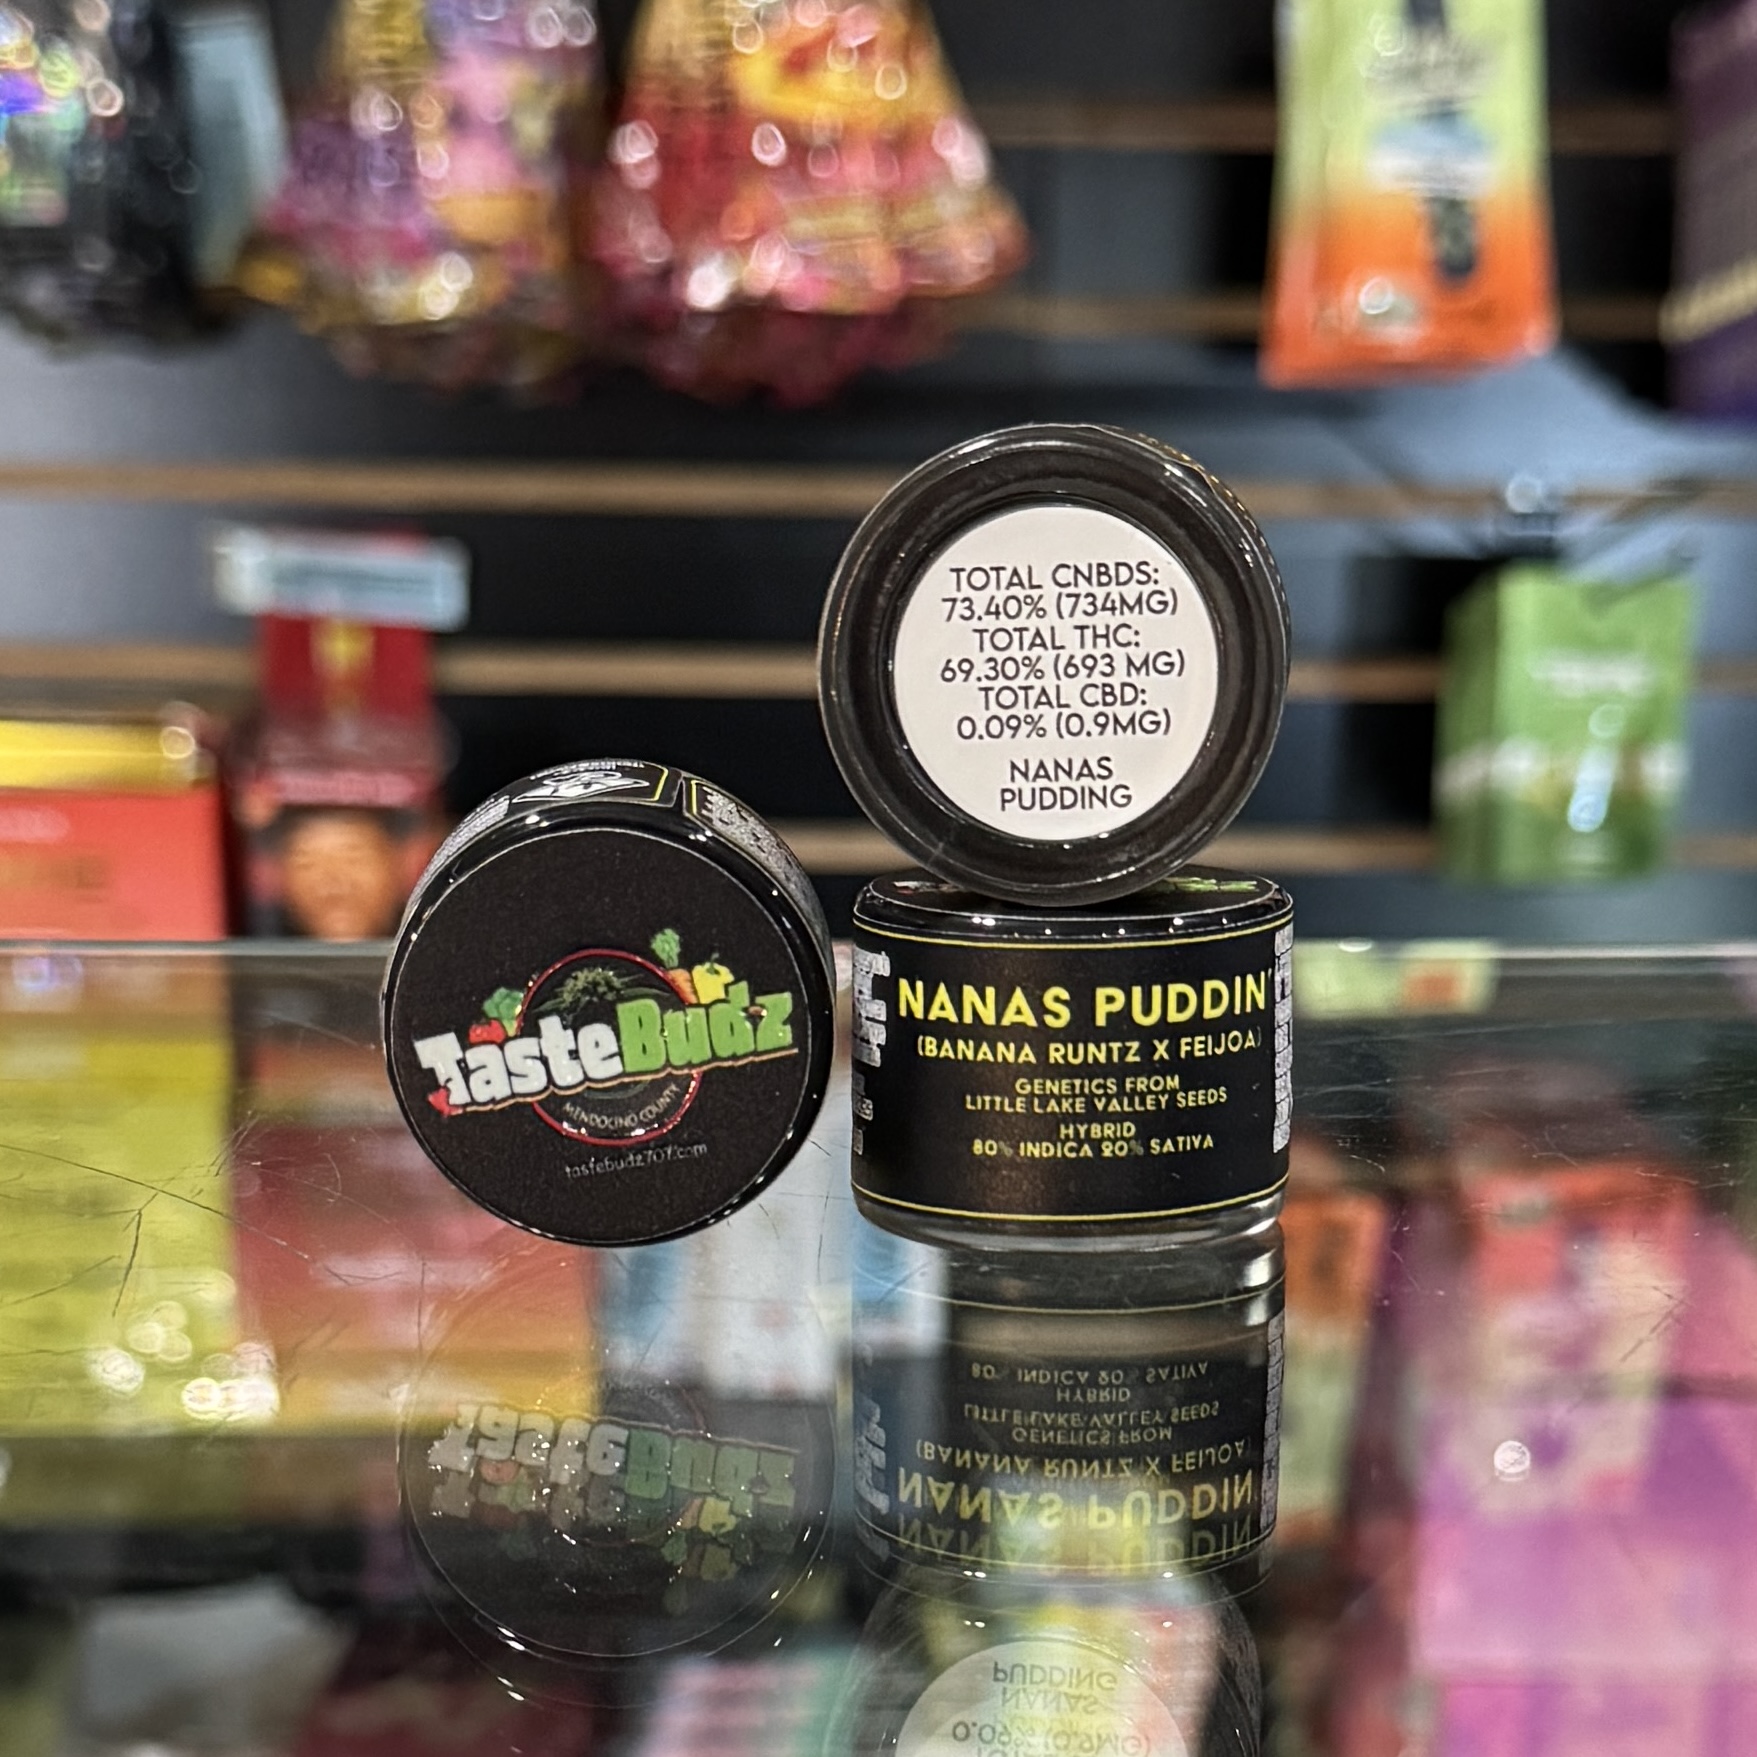 TOTAL CNBDS:
73.40% (734MG)
TOTAL THC:
69.30% (693 MG)
TOTAL CBD:
0.09% (0.9MG)
NANAS
PUDDING
TasteBudz
MENDOCINO COUNTY
tastebudz707.com
NANAS PUDDIN'
(BANANA RUNTZ X FEIJOA)
GENETICS FROM
LITTLE LAKE VALLEY SEEDS
HYBRID
80% INDICA 20% SATIVA